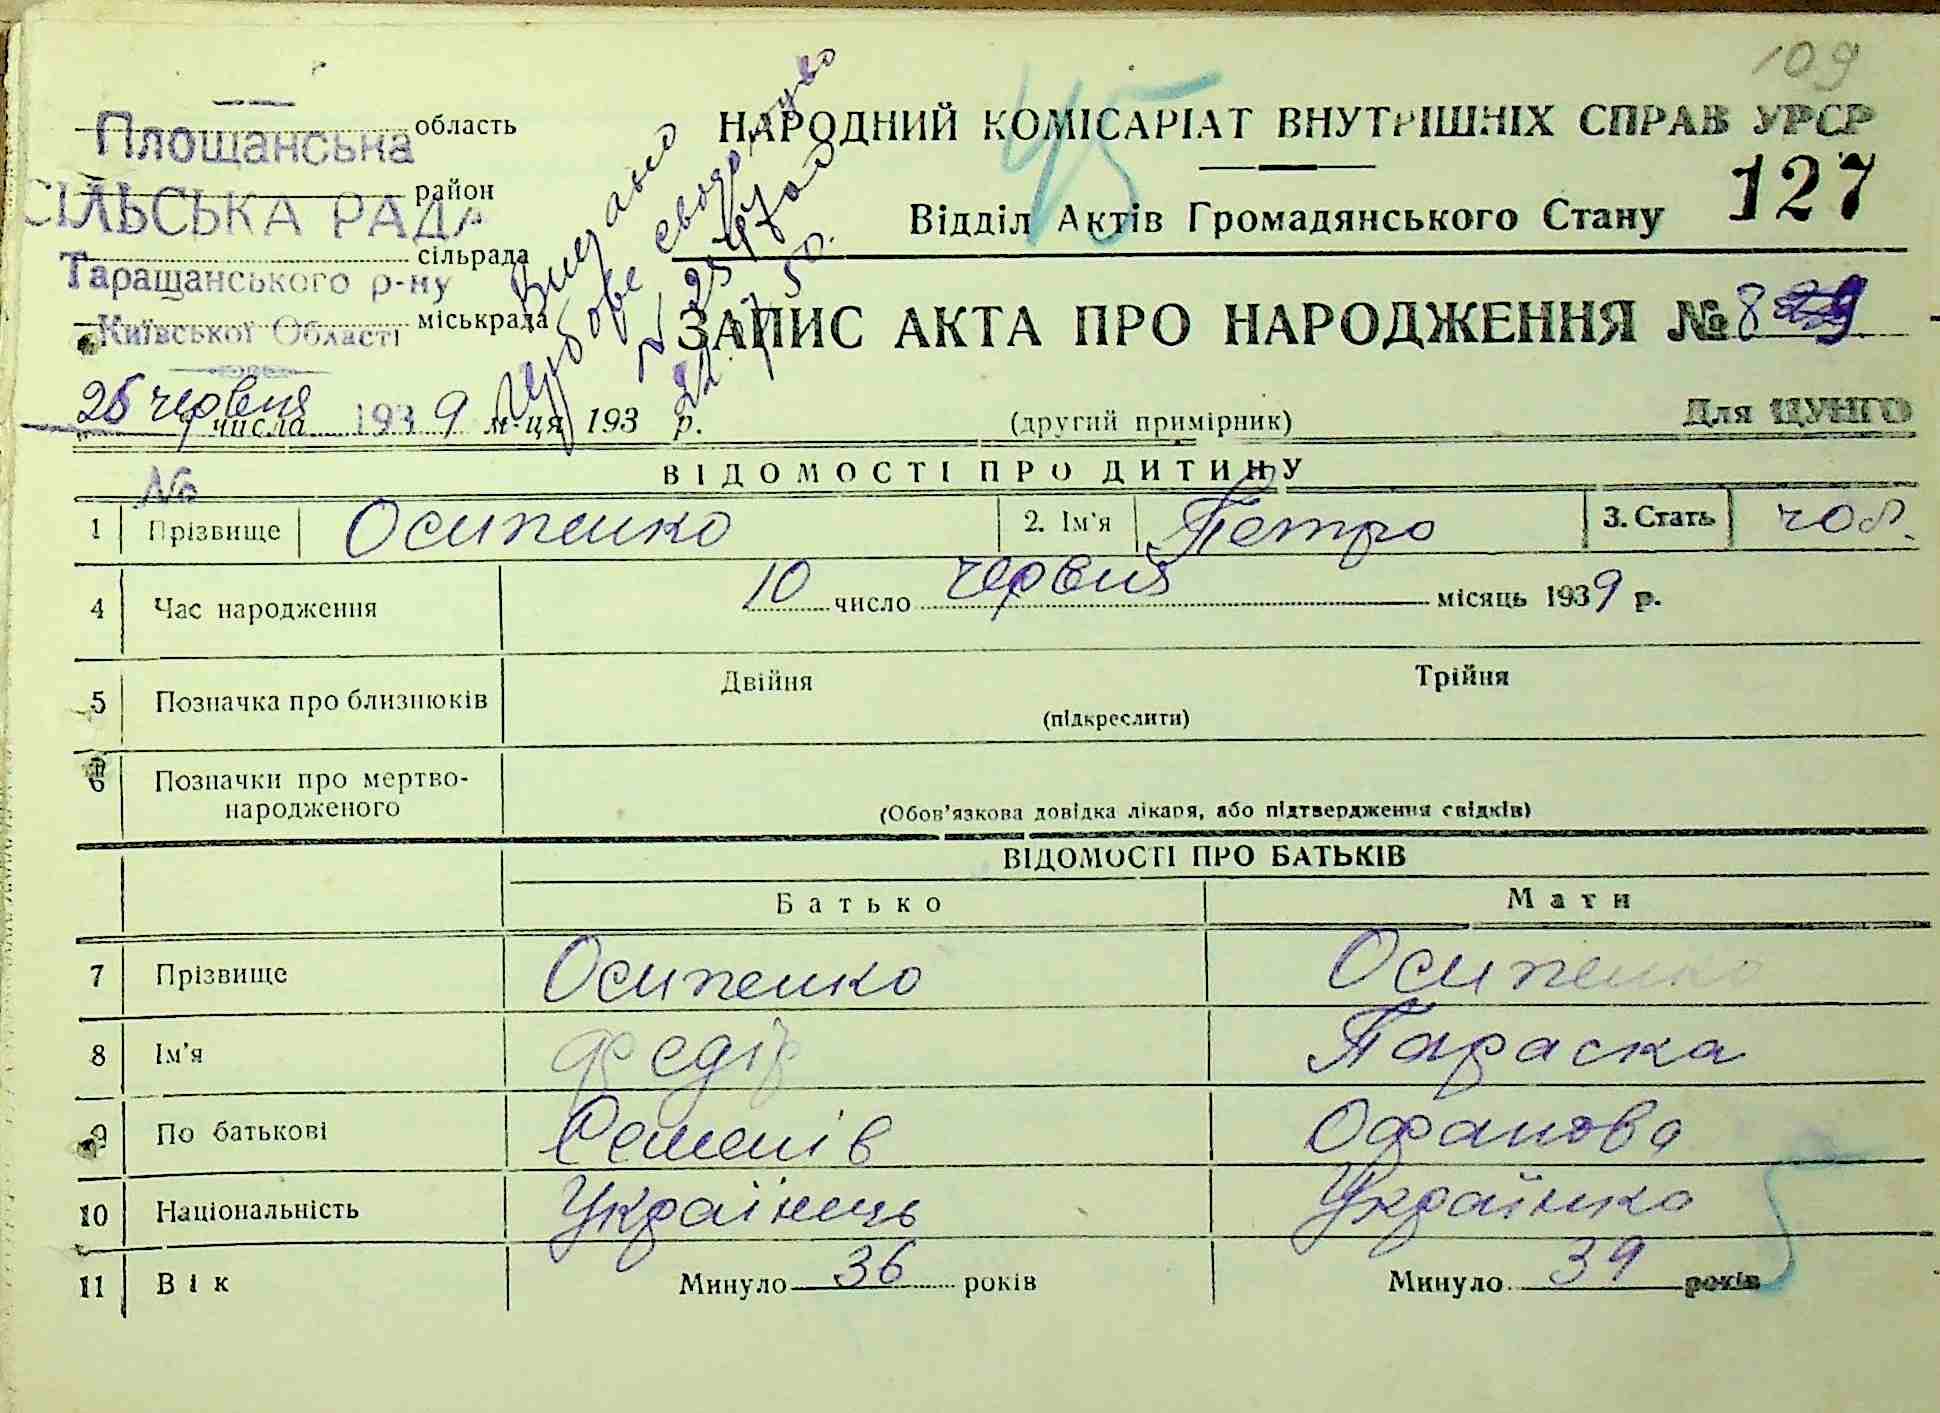 109
45
Площанська область
СІЛЬСЬКА РАДА район
сільрада
Таращанського р-ну
Київської Області міськрада
НАРОДНИЙ КОМІСАРІАТ ВНУТРІШНІХ СПРАВ УРСР
Відділ Актів Громадянського Стану 127
ЗАПИС АКТА ПРО НАРОДЖЕННЯ №
числа 1939 м-ця 193 р. (другий примірник) Для ЦУНГО
червня
№
ВІДОМОСТІ ПРО ДИТИНУ
1 Прізвище Осипенко 2. Ім'я Петро 3. Стать чол.
4 Час народження 10 число червня місяць 1939 р.
5 Позначка про близнюків Двійня Трійня
(підкреслити)
6 Позначки про мертво-
народженого (Обов'язкова довідка лікаря, або підтвердження свідків)
ВІДОМОСТІ ПРО БАТЬКІВ
Батько Мати
7 Прізвище Осипенко Осипенко
8 Ім'я Федір Параска
9 По батькові Семенів Офанова
10 Національність Українець Українка
11 Вік Минуло 36 років Минуло 39 років